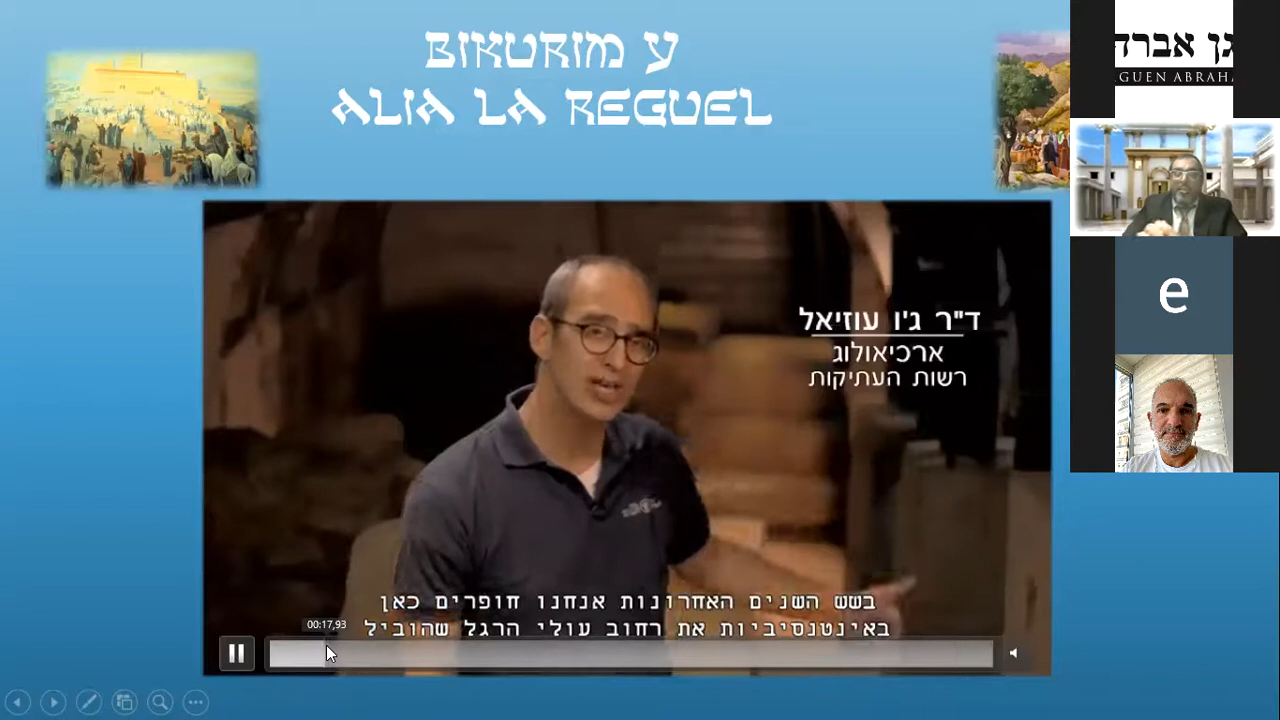 BIKURIM Y
ALIA LA REGUEL
גן אברה
GUEN ABRAHA
e
ד"ר ג'ו עוזיאל
ארכיאולוג
רשות העתיקות
בשש השנים האחרונות אנחנו חופרים כאן
באינטנסיביות את רחוב עולי הרגל שהוביל
00:17,93